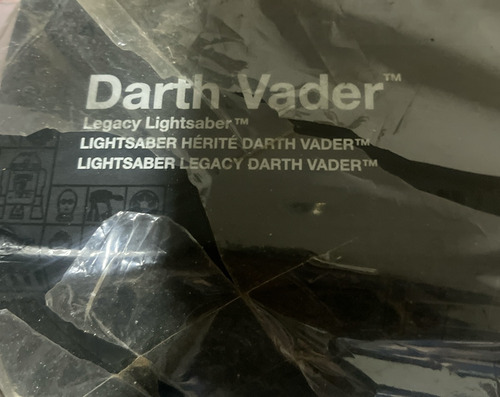 Darth Vader™
Legacy Lightsaber™
LIGHTSABER HÉRITÉ DARTH VADER™
LIGHTSABER LEGACY DARTH VADER™